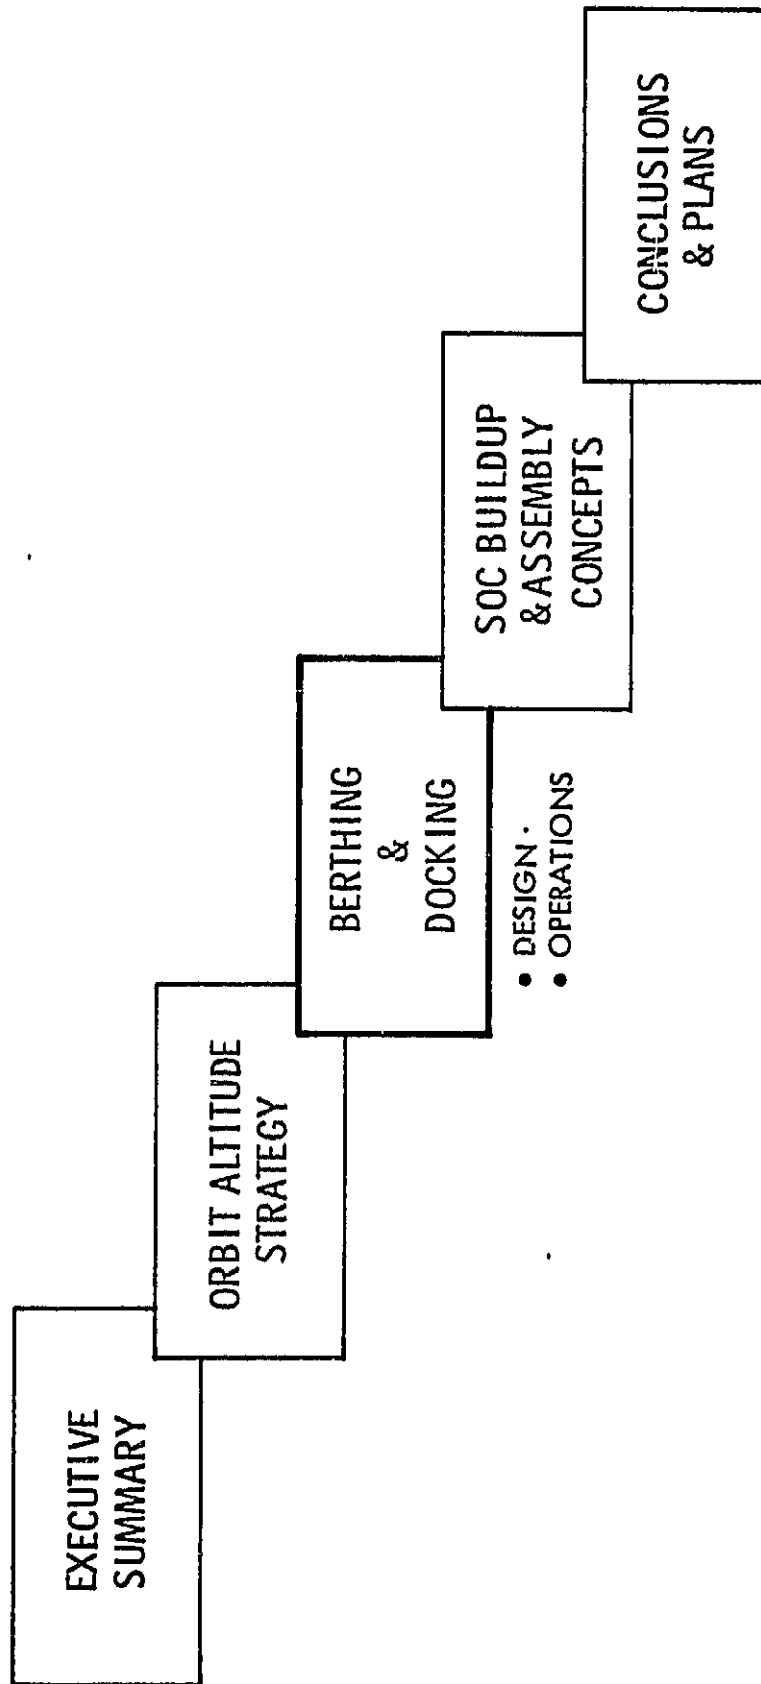 EXECUTIVE
SUMMARY
ORBIT ALTITUDE
STRATEGY
BERTHING
&
DOCKING
• DESIGN
• OPERATIONS
SOC BUILDUP
& ASSEMBLY
CONCEPTS
CONCLUSIONS
& PLANS